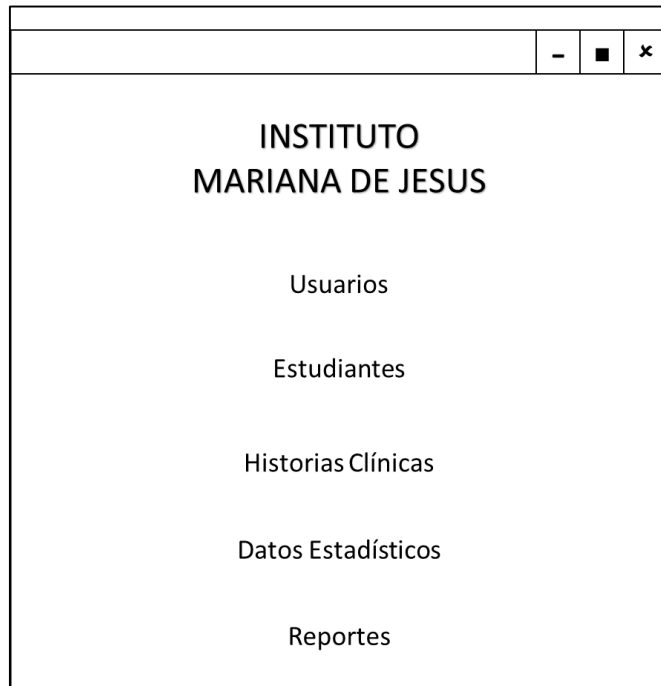 INSTITUTO
MARIANA DE JESUS
Usuarios
Estudiantes
Historias Clínicas
Datos Estadísticos
Reportes